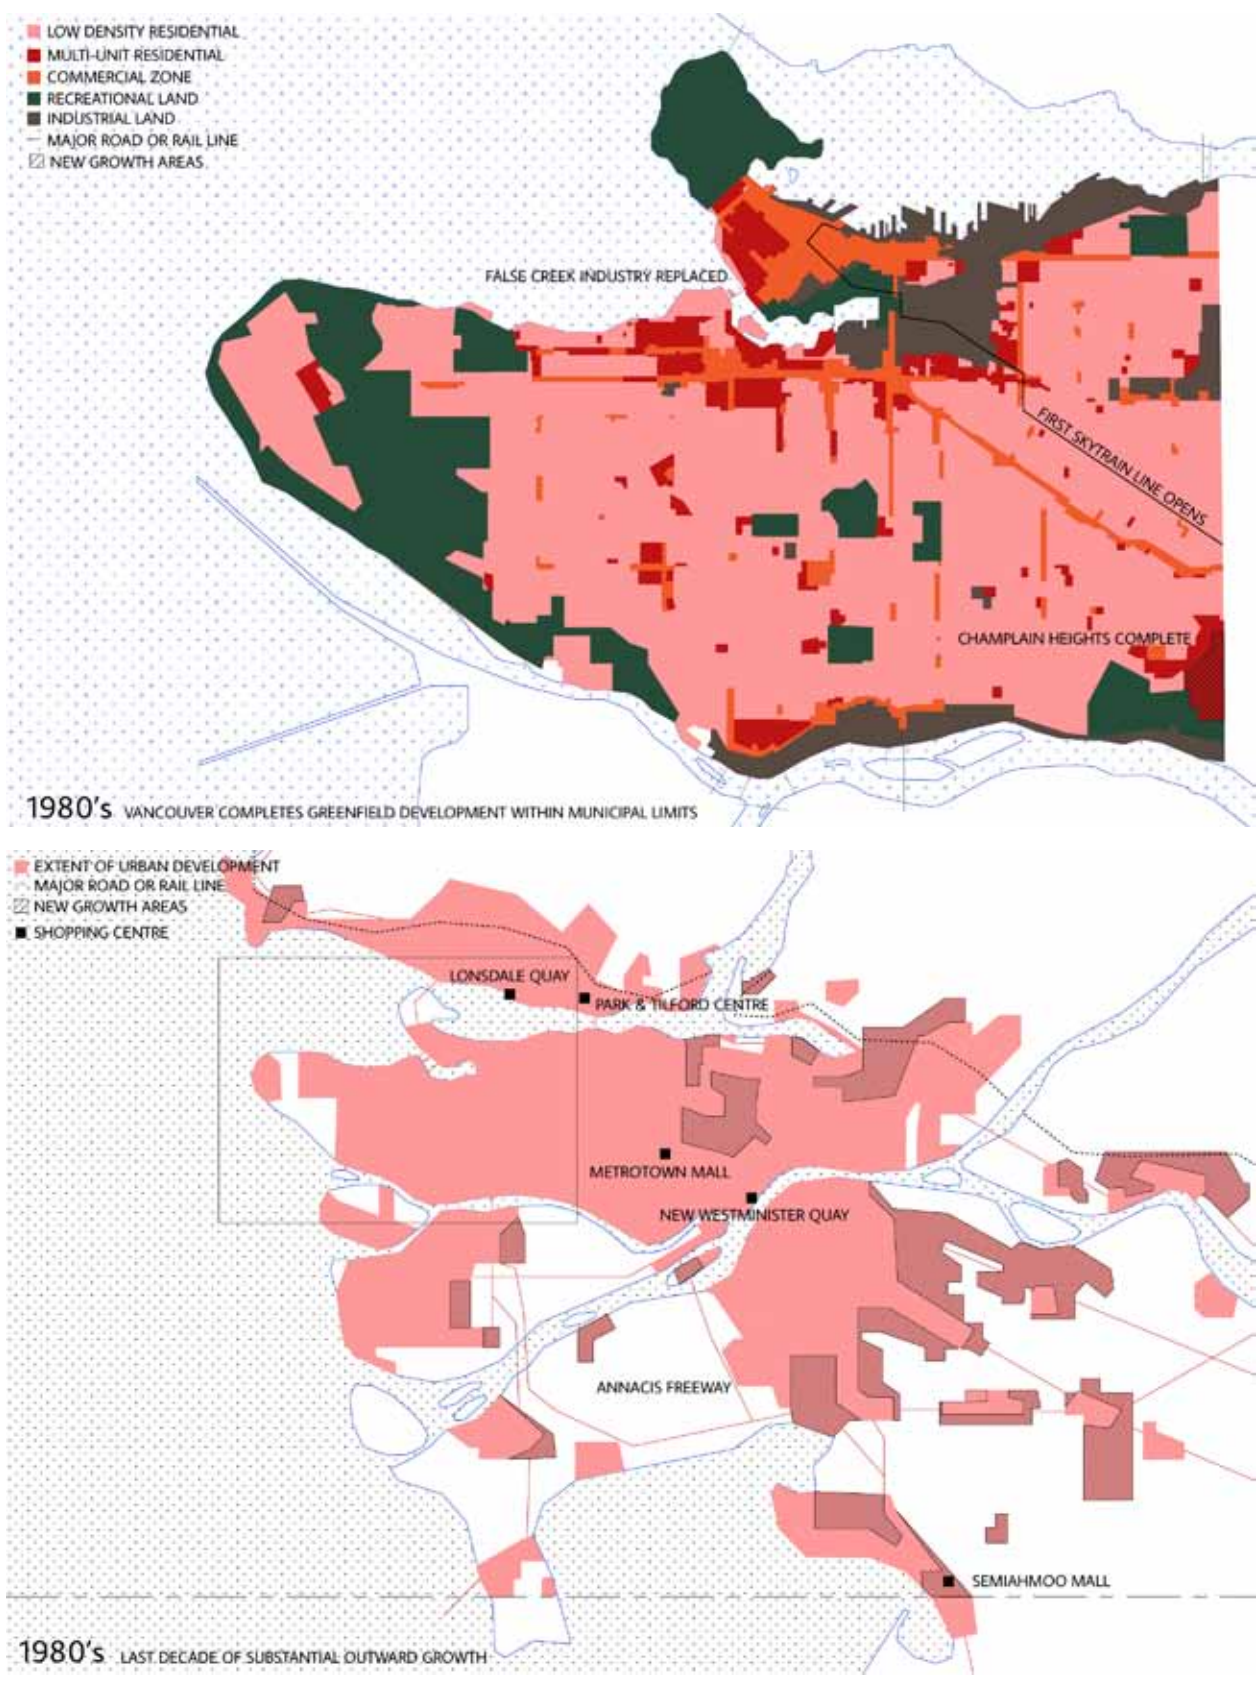 LOW DENSITY RESIDENTIAL
MULTI-UNIT RESIDENTIAL
COMMERCIAL ZONE
RECREATIONAL LAND
INDUSTRIAL LAND
MAJOR ROAD OR RAIL LINE
NEW GROWTH AREAS
FALSE CREEK INDUSTRY REPLACED
FIRST SKYTRAIN LINE OPENS
CHAMPLAIN HEIGHTS COMPLETE
1980's VANCOUVER COMPLETES GREENFIELD DEVELOPMENT WITHIN MUNICIPAL LIMITS
EXTENT OF URBAN DEVELOPMENT
MAJOR ROAD OR RAIL LINE
NEW GROWTH AREAS
SHOPPING CENTRE
LONSDALE QUAY
PARK & TILFORD CENTRE
METROTOWN MALL
NEW WESTMINISTER QUAY
ANNACIS FREEWAY
SEMIAHMOO MALL
1980's LAST DECADE OF SUBSTANTIAL OUTWARD GROWTH